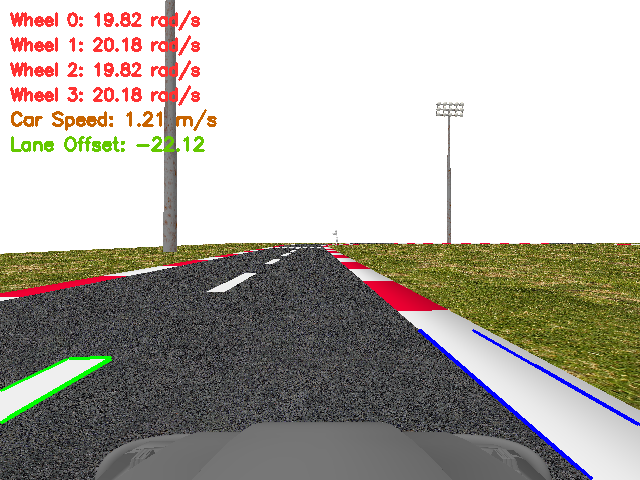 Wheel 0: 19.82 rad/s
Wheel 1: 20.18 rad/s
Wheel 2: 19.82 rad/s
Wheel 3: 20.18 rad/s
Car Speed: 1.21 m/s
Lane Offset: -22.12